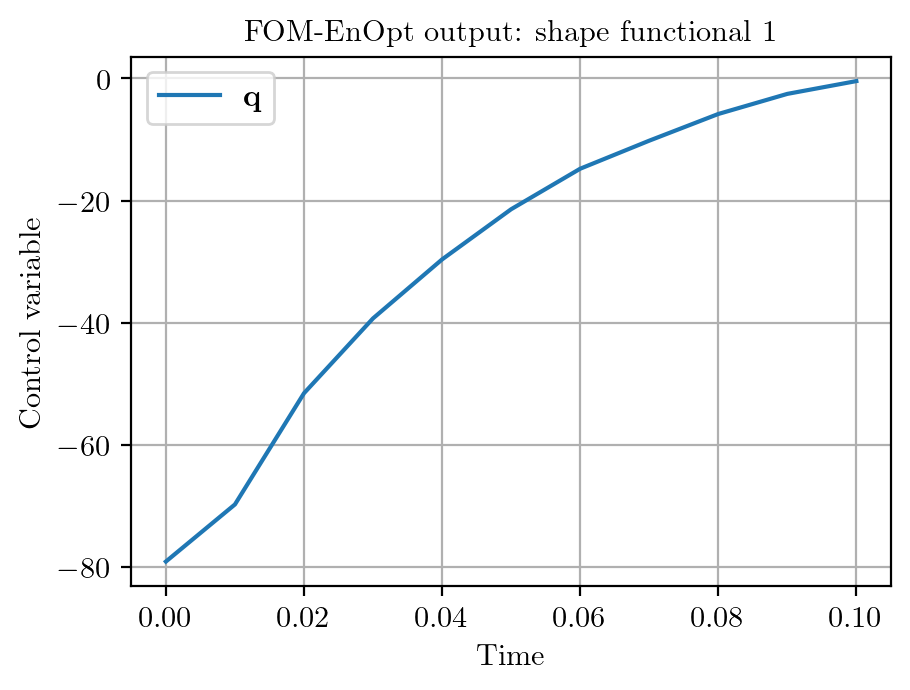 FOM-EnOpt output: shape functional 1
q
Control variable
0
−20
−40
−60
−80
0.00 0.02 0.04 0.06 0.08 0.10
Time